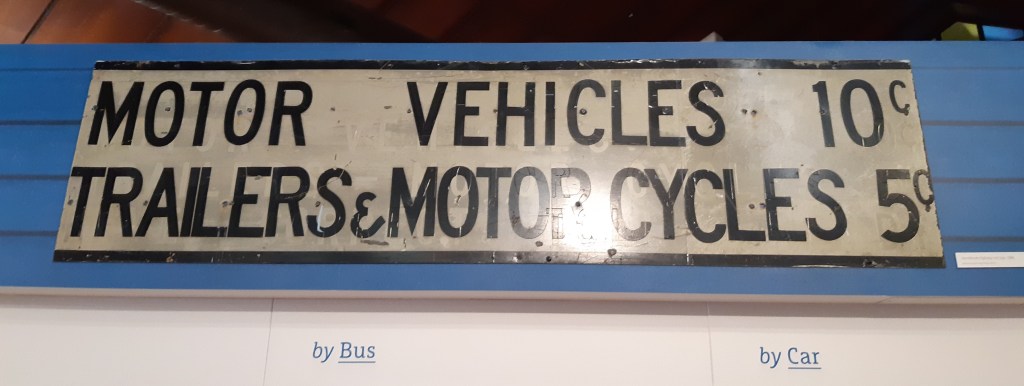 MOTOR VEHICLES 10¢
TRAILERS & MOTOR CYCLES 5¢
by Bus
by Car